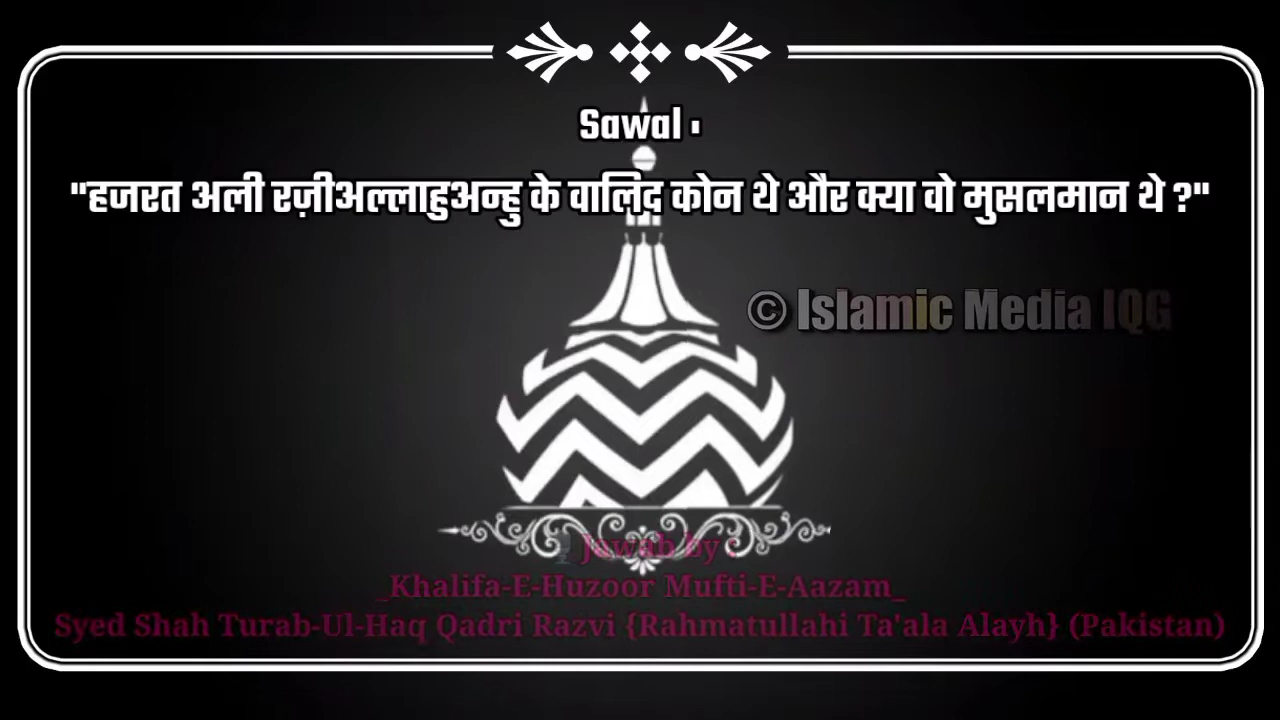 Sawal :
"हजरत अली रज़ीअल्लाहुअन्हु के वालिद कोन थे और क्या वो मुसलमान थे ?"
© Islamic Media IQG
Jawab by :
_Khalifa-E-Huzoor Mufti-E-Aazam_
Syed Shah Turab-Ul-Haq Qadri Razvi {Rahmatullahi Ta'ala Alayh} (Pakistan)